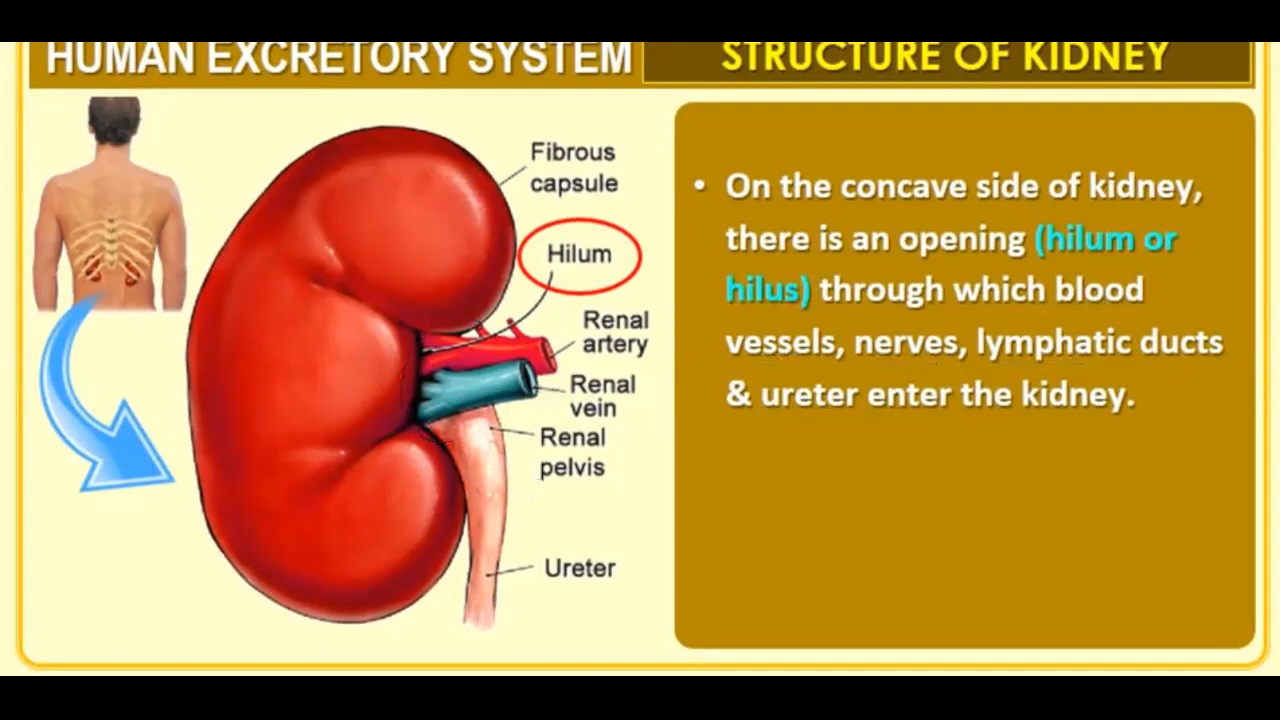 HUMAN EXCRETORY SYSTEM
STRUCTURE OF KIDNEY
Fibrous
capsule
Hilum
Renal
artery
Renal
vein
Renal
pelvis
Ureter
• On the concave side of kidney,
there is an opening (hilum or
hilus) through which blood
vessels, nerves, lymphatic ducts
& ureter enter the kidney.